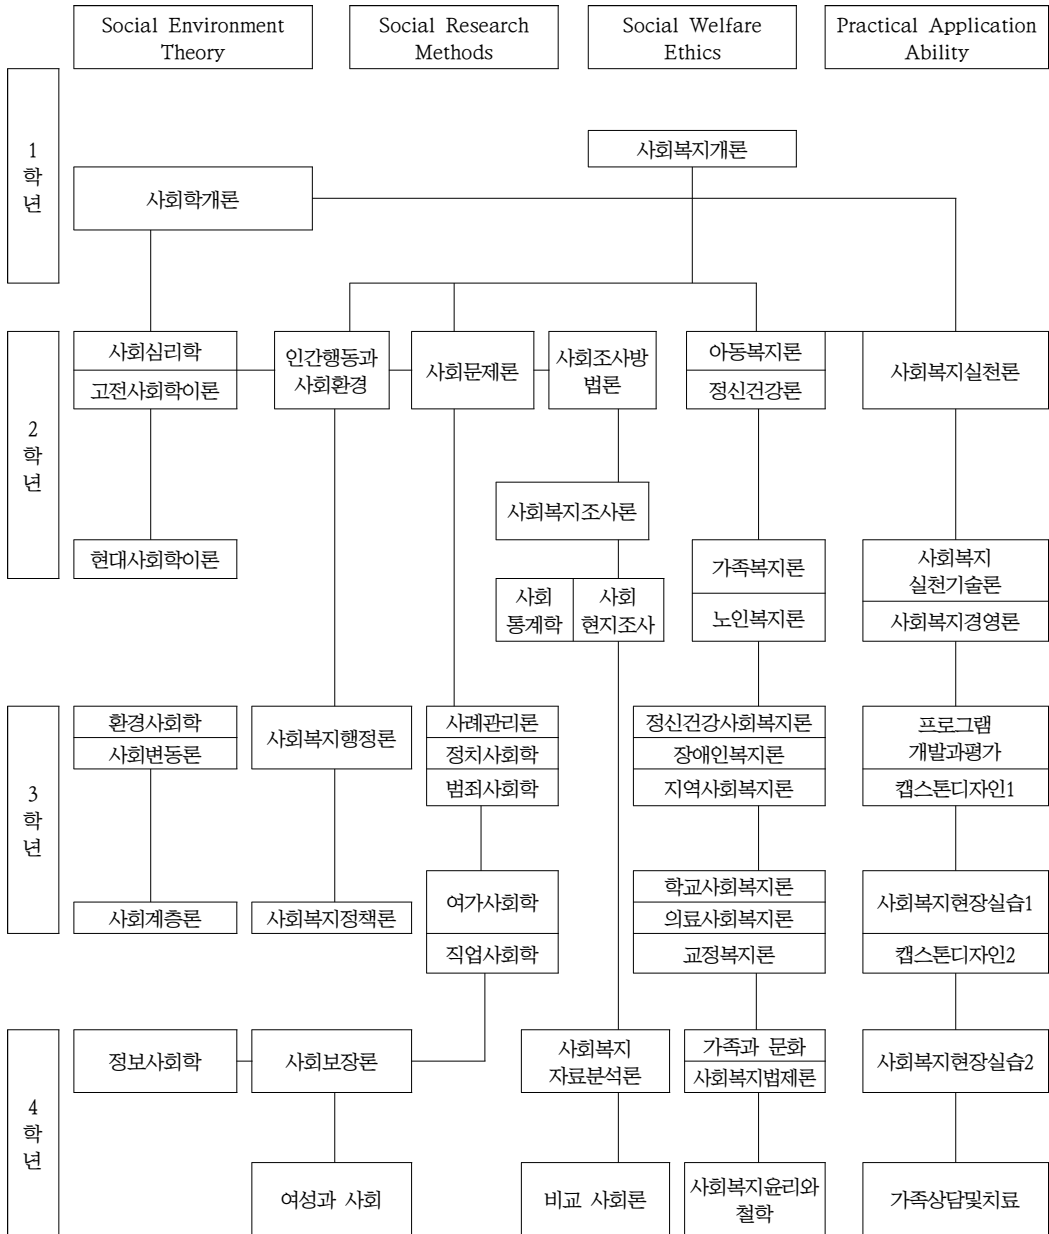 Social Environment
Theory
Social Research
Methods
Social Welfare
Ethics
Practical Application
Ability
1
학
년
사회복지개론
사회학개론
2
학
년
사회심리학
고전사회학이론
인간행동과
사회환경
사회문제론
사회조사방
법론
아동복지론
정신건강론
사회복지실천론
사회복지조사론
현대사회학이론
사회
통계학
사회
현지조사
가족복지론
노인복지론
사회복지
실천기술론
사회복지경영론
3
학
년
환경사회학
사회변동론
사회복지행정론
사례관리론
정치사회학
범죄사회학
정신건강사회복지론
장애인복지론
지역사회복지론
프로그램
개발과평가
캡스톤디자인1
사회계층론
사회복지정책론
여가사회학
직업사회학
학교사회복지론
의료사회복지론
교정복지론
사회복지현장실습1
캡스톤디자인2
4
학
년
정보사회학
사회보장론
사회복지
자료분석론
가족과 문화
사회복지법제론
사회복지현장실습2
여성과 사회
비교 사회론
사회복지윤리와
철학
가족상담및치료